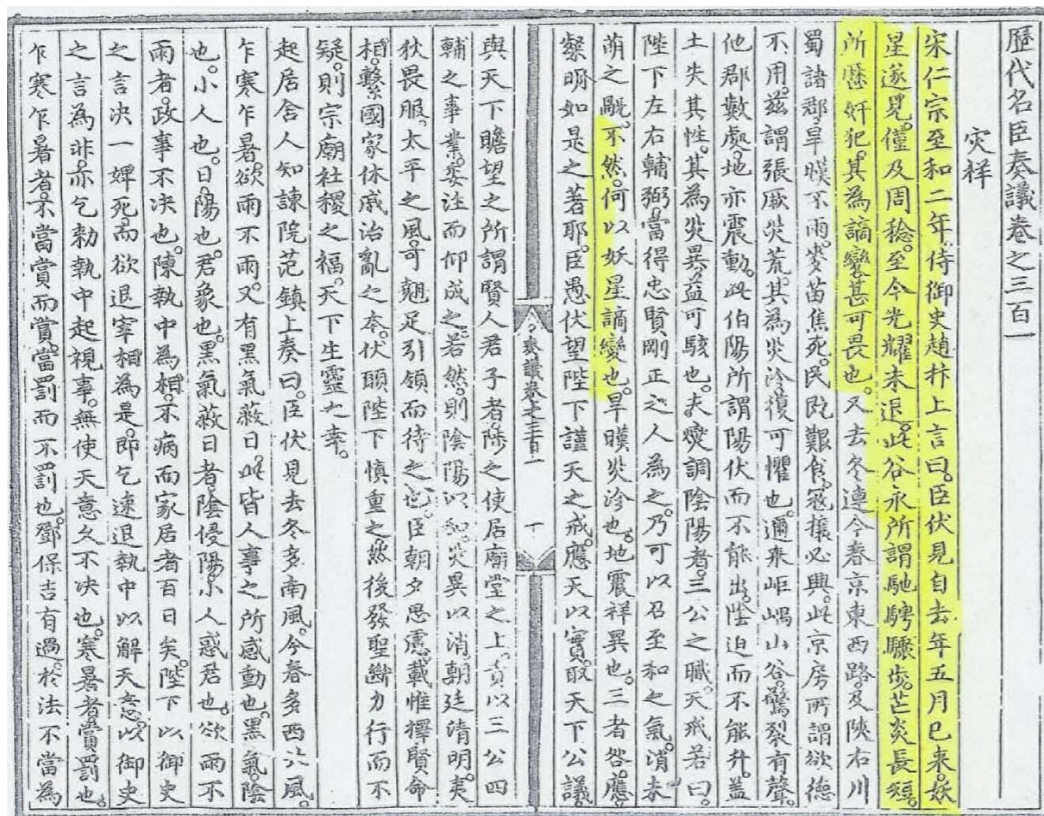 歷代名臣奏議卷之三百一
災祥
宋仁宗至和二年侍御史趙抃上言曰臣伏見自去年五月已來妖
星遂見僅及周稔至今光耀未退此谷永所謂馳騁驟步芒炎長短
所歷奸犯其為謫變甚可畏也又去冬連今春京東西路及陝右川
蜀諸郡旱暵不雨麥苗焦死民既艱食寇攘必興此京房所謂欲德
不用茲謂張厥災荒其為災沴復可懼也邇來岠嵎山谷驚裂有聲
他郡數處地亦震動此伯陽所謂陽伏而不能出陰迫而不能升蓋
土失其性其為災異益可駭也夫燮調陰陽者三公之職天戒若曰
陛下左右輔弼當得忠賢剛正之人為之乃可以召至和之氣消未
萌之戰不然何以妖星謫變也旱暵災沴也地震祥異也三者咎應
粲明如是之著耶臣愚伏望陛下謹天之戒應天以實取天下公議
奏議卷之三百一
與天下瞻望之所謂賢人君子者陟之使居廟堂之上責以三公四
輔之事業委注而仰成之若然則陰陽以和災異以消朝廷清明夷
狄畏服太平之風可翹足引領而待之也臣朝夕思慮載惟擇賢命
相繫國家休戚治亂之本伏願陛下慎重之然後發聖斷力行而不
疑則宗廟社稷之福天下生靈之幸
起居舍人知諫院范鎮上奏曰臣伏見去冬多南風今春多西北風
乍寒乍暑欲雨不雨又有黑氣蔽日此皆人事之所感動也黑氣陰
也小人也日陽也君象也黑氣蔽日者陰侵陽小人惑君也欲雨不
雨者政事不決也陳執中為相不病而家居者百日矣陛下以御史
之言決一婢死而欲退宰相為是即乞速退執中以解天意以御史
之言為非亦乞敕執中起視事無使天意久不決也寒暑者賞罰也
乍寒乍暑者不當賞而賞當罰而不罰也鄧保吉有過於法不當為